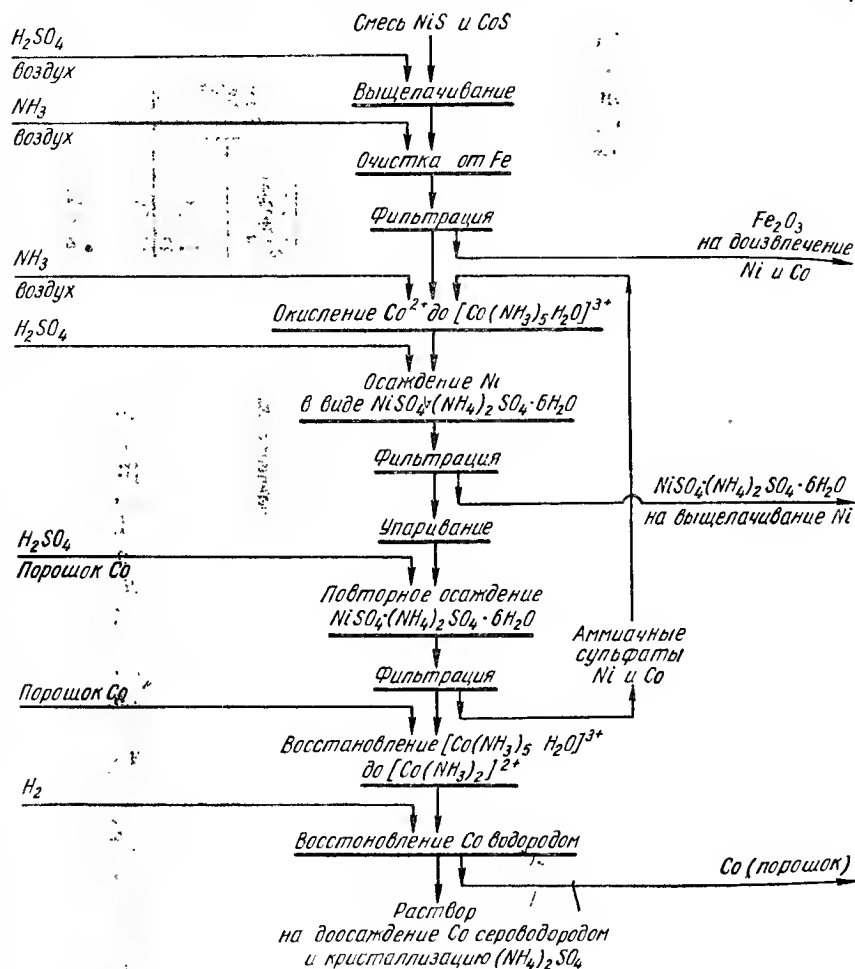 Смесь NiS и CoS
H₂SO₄
воздух
Выщелачивание
NH₃
воздух
Очистка от Fe
Фильтрация
Fe₂O₃
на доизвлечение
Ni и Co
NH₃
воздух
Окисление Co²⁺ до [Co(NH₃)₅H₂O]³⁺
H₂SO₄
Осаждение Ni
в виде NiSO₄·(NH₄)₂SO₄·6H₂O
Фильтрация
NiSO₄·(NH₄)₂SO₄·6H₂O
на выщелачивание Ni
Упаривание
H₂SO₄
Порошок Co
Повторное осаждение
NiSO₄·(NH₄)₂SO₄·6H₂O
Аммиачные
сульфаты
Ni и Co
Фильтрация
Порошок Co
Восстановление [Co(NH₃)₅ H₂O]³⁺
до [Co(NH₃)₂]²⁺
H₂
Восстоновление Co водородом
Co (порошок)
Раствор
на доосаждение Co сероводородом
и кристаллизацию (NH₄)₂SO₄